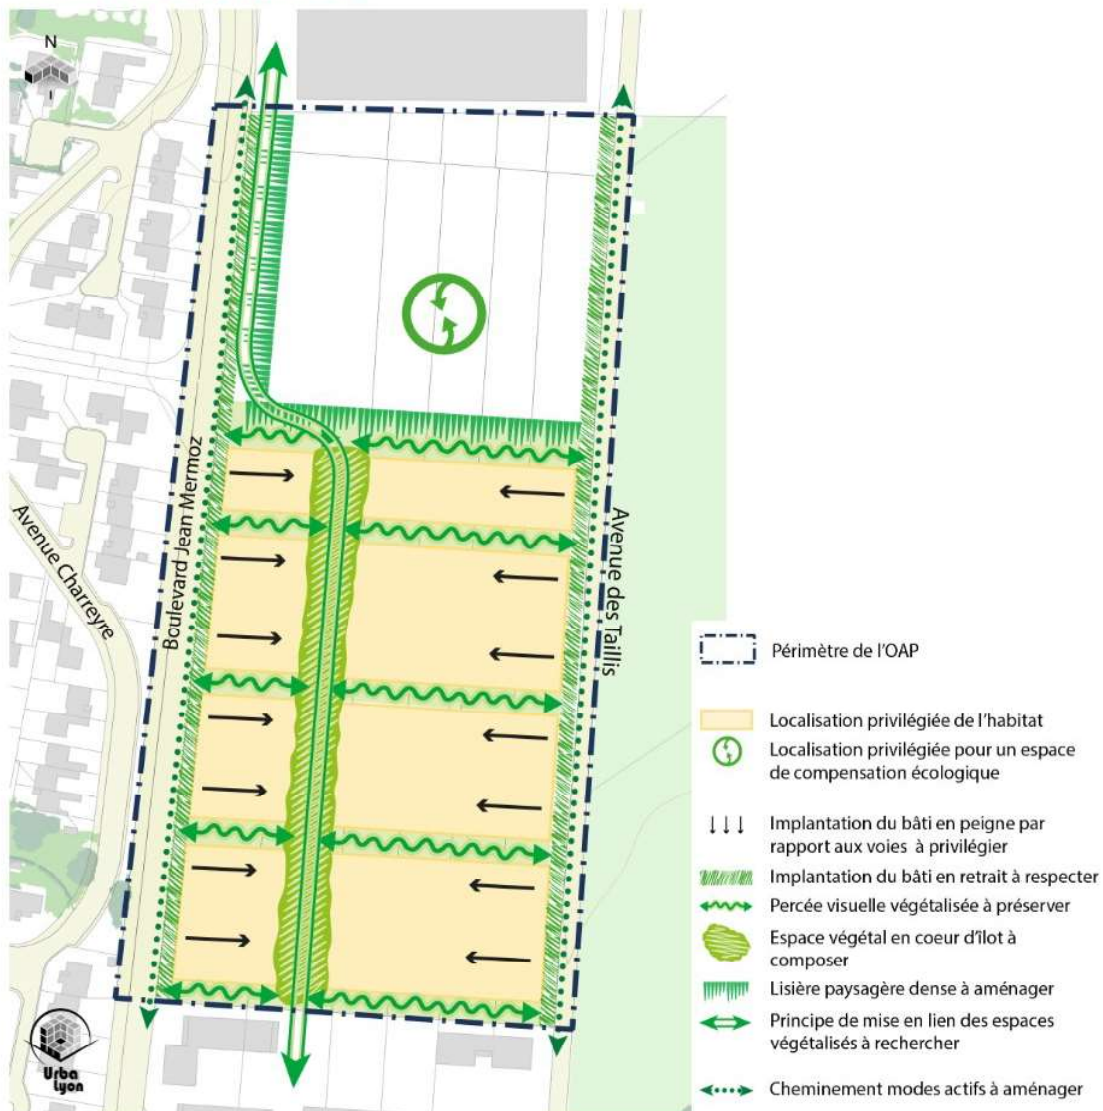 N
Boulevard Jean Mermoz
Avenue Charreyre
Avenue des Taillis
Périmètre de l'OAP
Localisation privilégiée de l'habitat
Localisation privilégiée pour un espace
de compensation écologique
Implantation du bâti en peigne par
rapport aux voies à privilégier
Implantation du bâti en retrait à respecter
Percée visuelle végétalisée à préserver
Espace végétal en coeur d'îlot à
composer
Lisière paysagère dense à aménager
Principe de mise en lien des espaces
végétalisés à rechercher
Cheminement modes actifs à aménager
Urba
Lyon